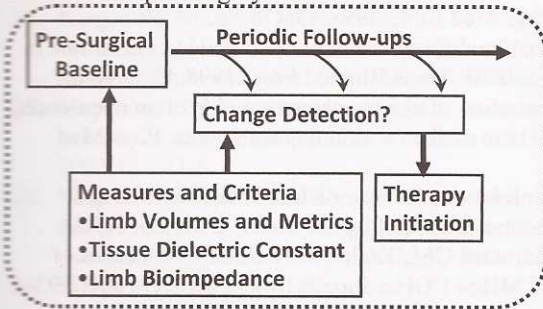 Pre-Surgical
Baseline
Periodic Follow-ups
Change Detection?
Measures and Criteria
•Limb Volumes and Metrics
•Tissue Dielectric Constant
•Limb Bioimpedance
Therapy
Initiation